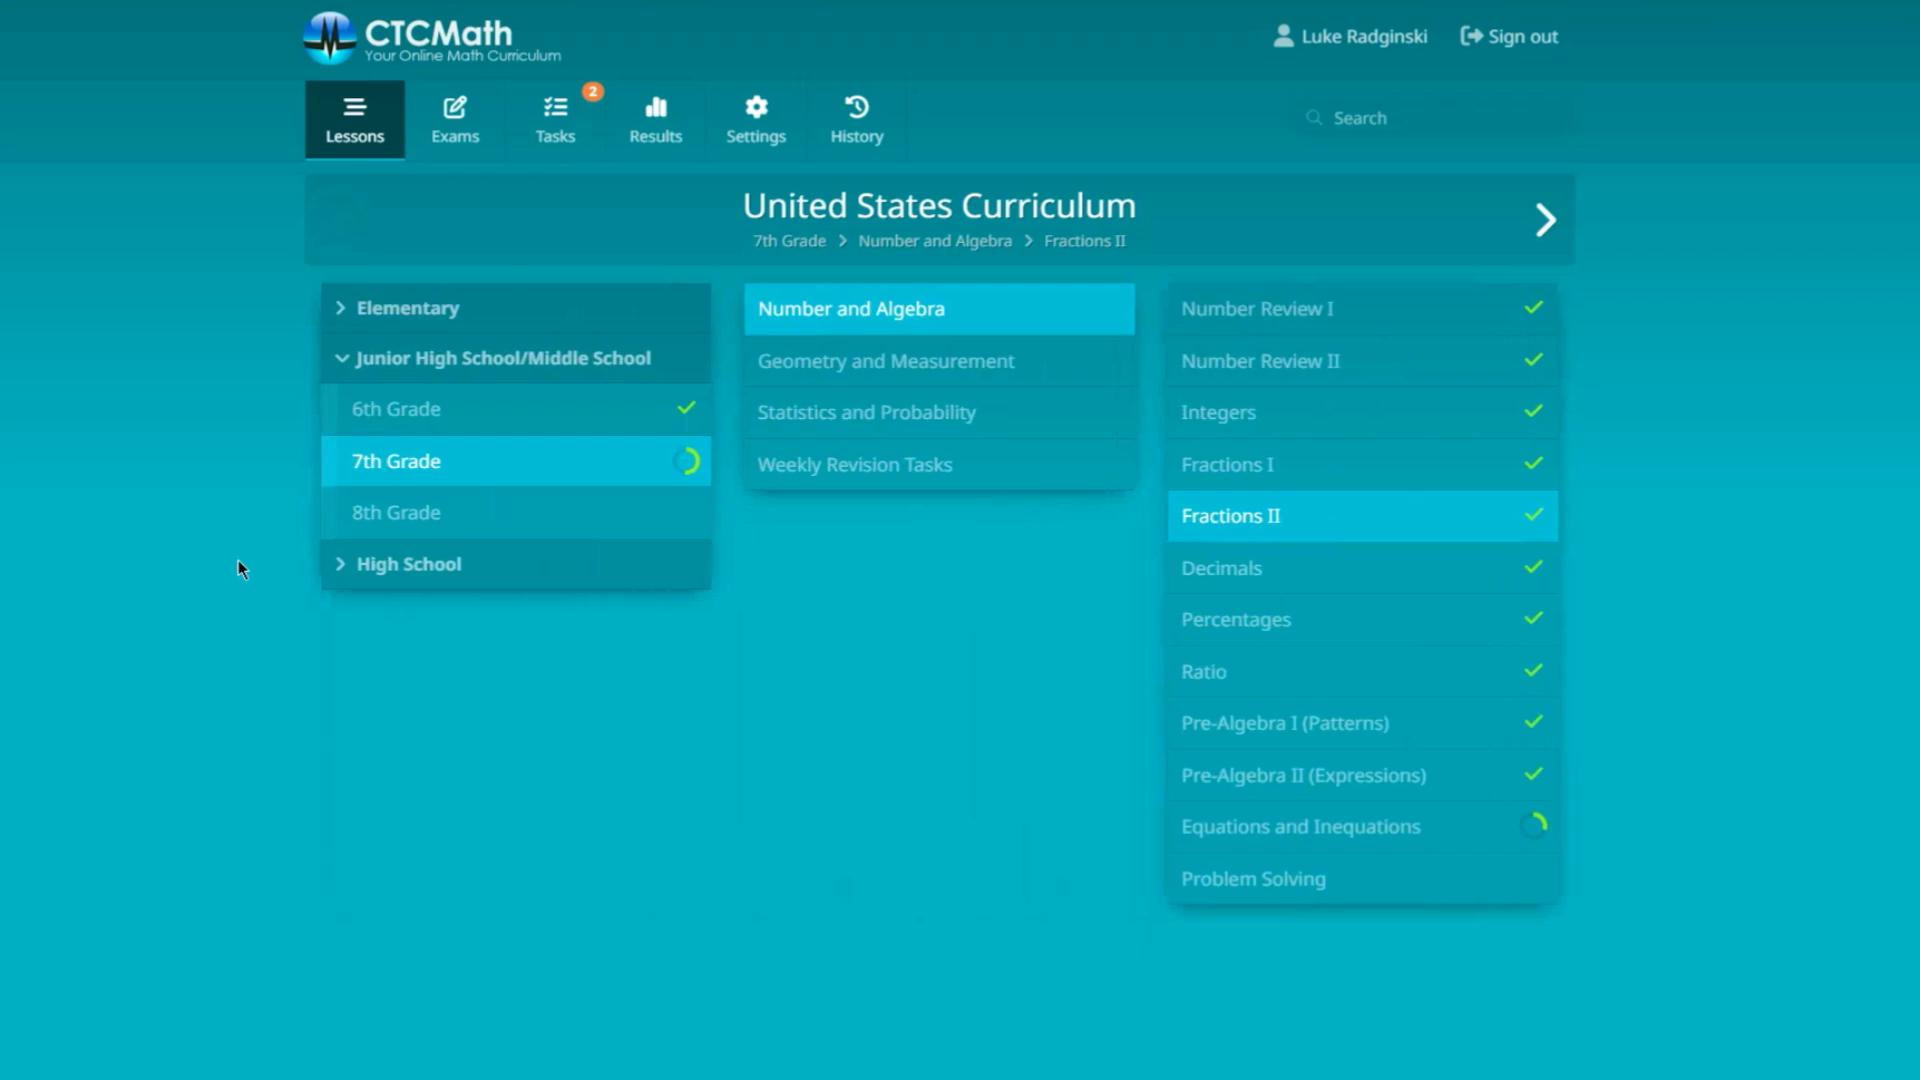 CTCMath
Your Online Math Curriculum
Luke Radginski
Sign out
Lessons
Exams
2
Tasks
Results
Settings
History
Search
United States Curriculum
7th Grade > Number and Algebra > Fractions II
Elementary
Junior High School/Middle School
6th Grade
7th Grade
8th Grade
High School
Number and Algebra
Geometry and Measurement
Statistics and Probability
Weekly Revision Tasks
Number Review I
Number Review II
Integers
Fractions I
Fractions II
Decimals
Percentages
Ratio
Pre-Algebra I (Patterns)
Pre-Algebra II (Expressions)
Equations and Inequations
Problem Solving